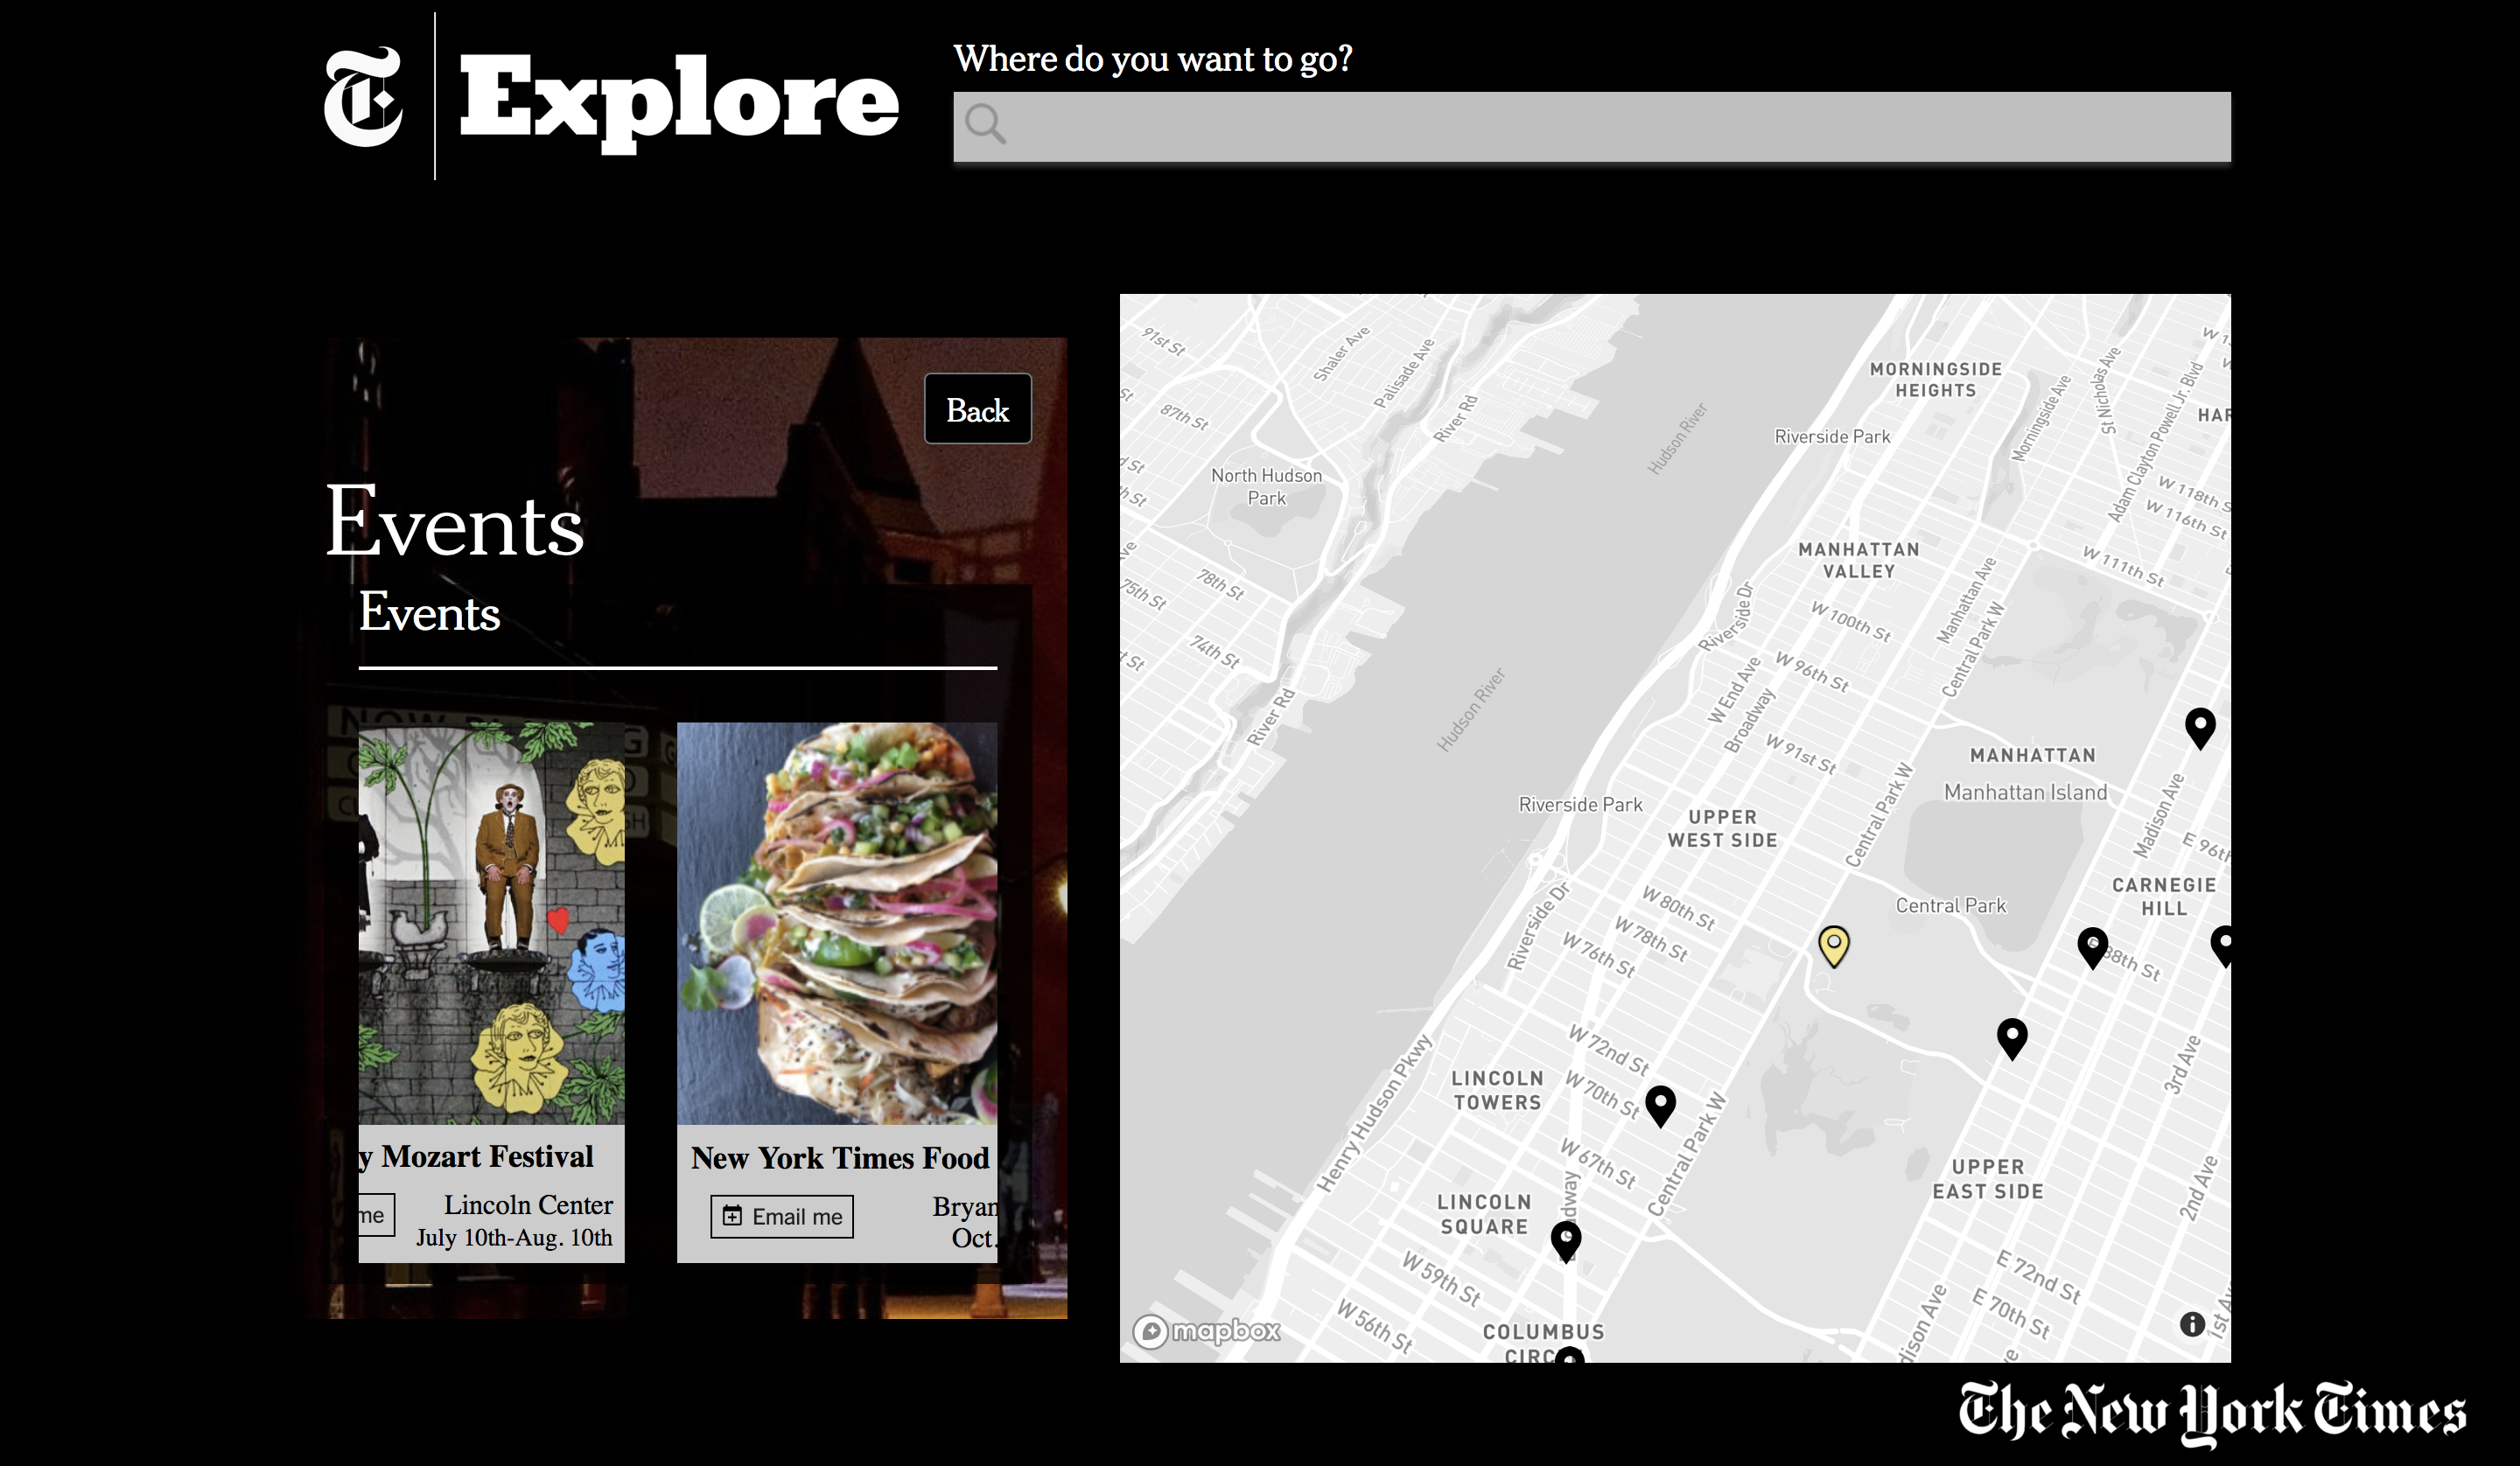 T Explore
Where do you want to go?
Back
Events
Events
NOW
y Mozart Festival
me
Lincoln Center
July 10th-Aug. 10th
New York Times Food
Email me
Bryan
Oct.
91st St
Shaler Ave
Palisade Ave
87th St
River Rd
North Hudson
Park
78th St
75th St
74th St
River Rd
Hudson River
Hudson River
MORNINGSIDE
HEIGHTS
Riverside Park
Morningside Ave
St Nicholas Ave
Adam Clayton Powell Jr. Blvd
HAR
W 118th S
W 116th St
W 111th St
MANHATTAN
VALLEY
Riverside Dr
W 100th St
Manhattan Ave
Central Park W
W 96th St
W End Ave
Broadway
W 91st St
MANHATTAN
Manhattan Island
Central Park W
Madison Ave
E 96th
Riverside Park
UPPER
WEST SIDE
CARNEGIE
HILL
Central Park
Riverside Dr
W 80th St
W 78th St
W 76th St
88th St
W 72nd St
W 70th St
LINCOLN
TOWERS
Henry Hudson Pkwy
Central Park W
3rd Ave
W 67th St
UPPER
EAST SIDE
2nd Ave
LINCOLN
SQUARE
adway
W 59th St
W 56th St
E 72nd St
E 70th St
dison Ave
1st Av
COLUMBUS
CIRC
mapbox
The New York Times